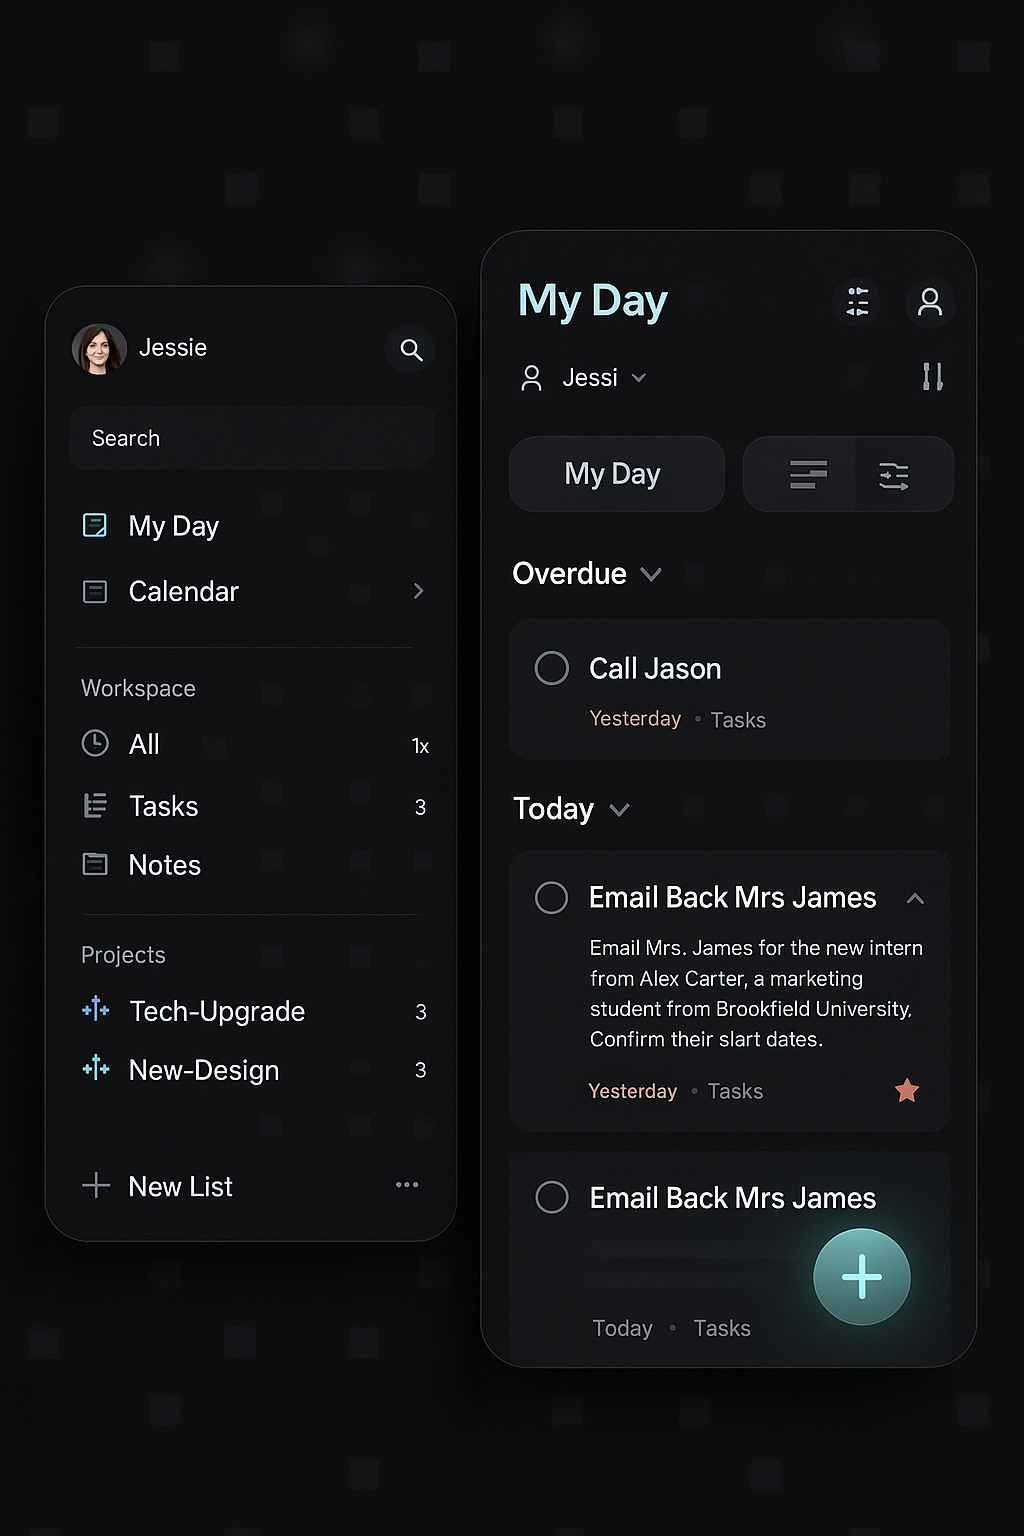 Jessie
Search
My Day
Calendar
Workspace
All 1x
Tasks 3
Notes
Projects
Tech-Upgrade 3
New-Design 3
New List
My Day
Jessi
My Day
Overdue
Call Jason
Yesterday • Tasks
Today
Email Back Mrs James
Email Mrs. James for the new intern
from Alex Carter, a marketing
student from Brookfield University.
Confirm their slart dates.
Yesterday • Tasks
Email Back Mrs James
Today • Tasks